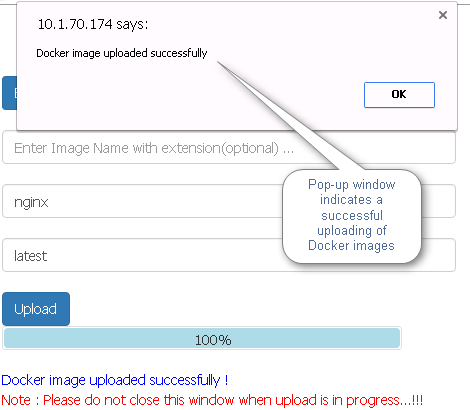 10.1.70.174 says:
Docker image uploaded successfully
OK
Enter Image Name with extension(optional) ...
Pop-up window
indicates a
successful
uploading of
Docker images
nginx
latest
Upload
100%
Docker image uploaded successfully !
Note : Please do not close this window when upload is in progress...!!!